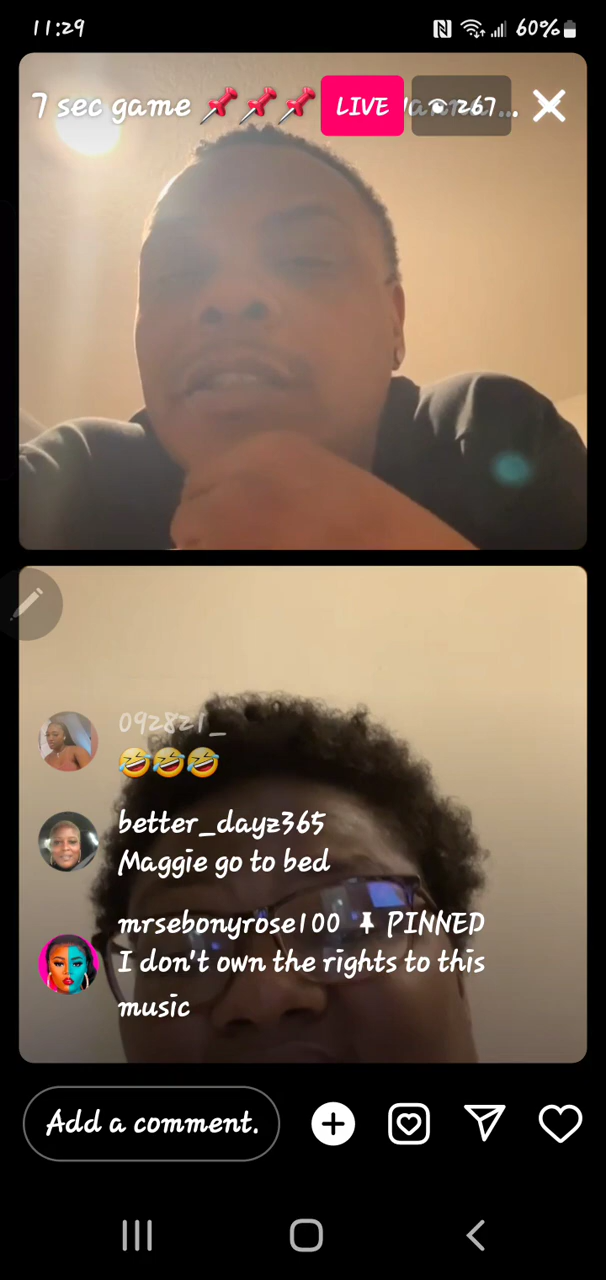 11:29
60%
7 sec game 📌📌📌
LIVE
267...
092821_
🤣🤣🤣
better_dayz365
Maggie go to bed
mrsebonyrose100 📌 PINNED
I don't own the rights to this
music
Add a comment.